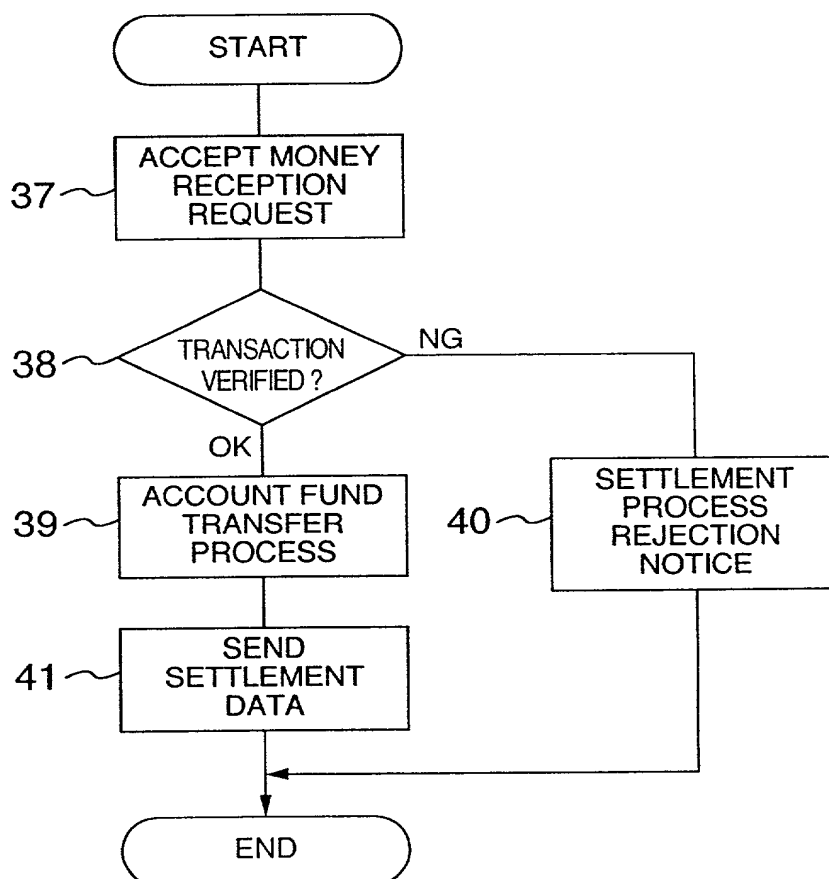 START
37
ACCEPT MONEY
RECEPTION
REQUEST
38
TRANSACTION
VERIFIED ?
NG
OK
39
ACCOUNT FUND
TRANSFER
PROCESS
40
SETTLEMENT
PROCESS
REJECTION
NOTICE
41
SEND
SETTLEMENT
DATA
END